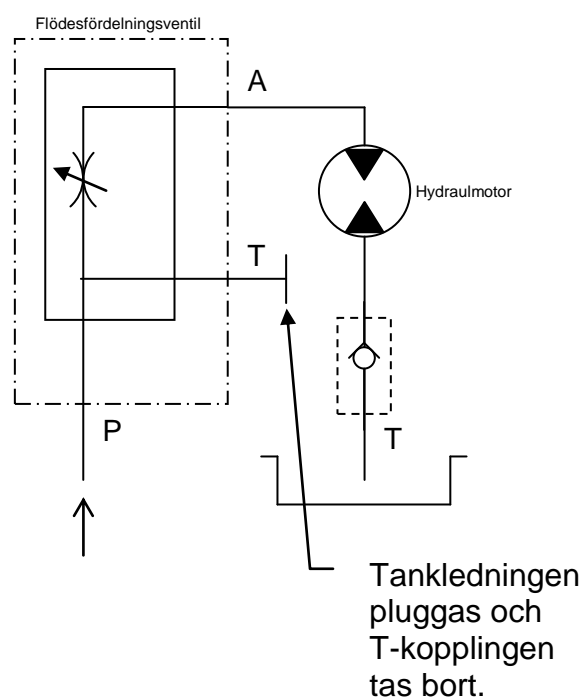 Flödesfördelningsventil
A
Hydraulmotor
T
P
T
Tankledningen
pluggas och
T-kopplingen
tas bort.